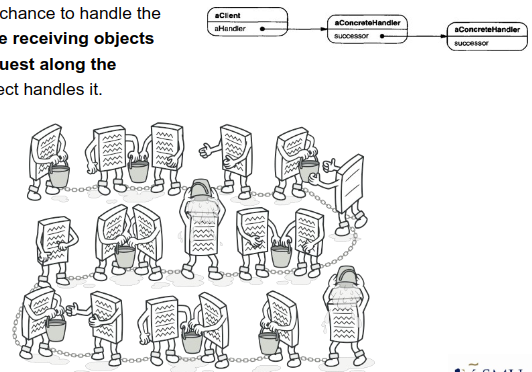 chance to handle the
e receiving objects
uest along the
ect handles it.
aClient
aHandler
aConcreteHandler
successor
aConcreteHandler
successor